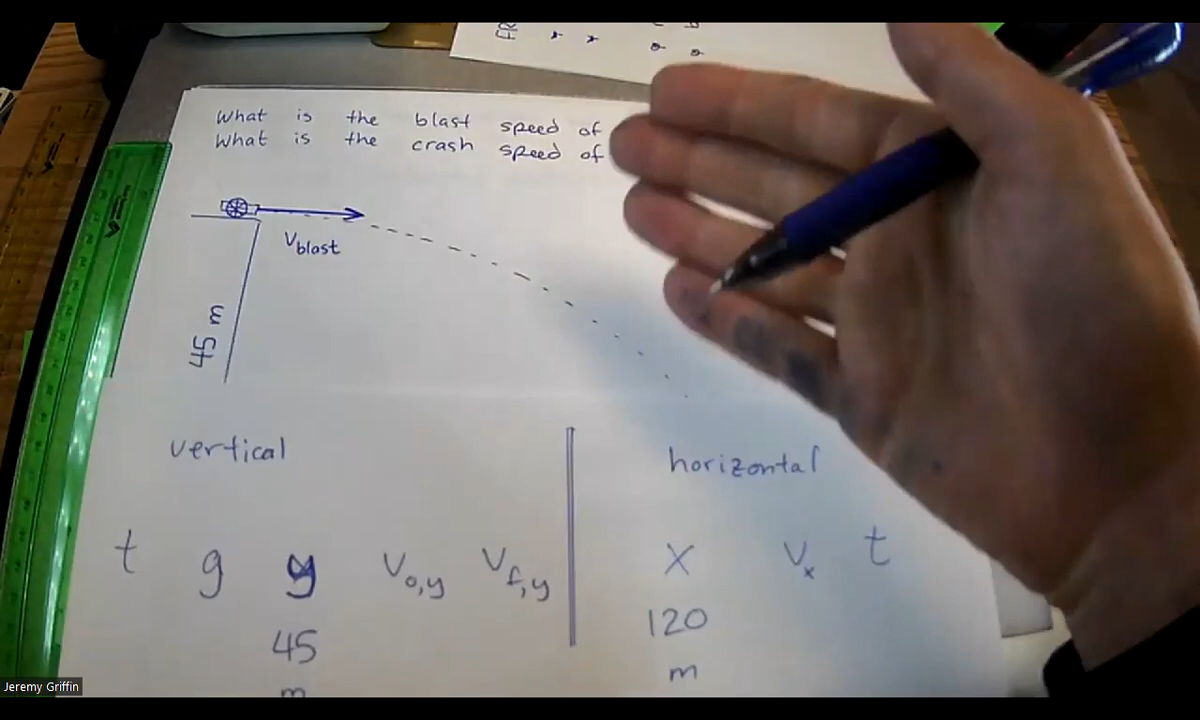 What is the blast speed of
What is the crash speed of
Vblast
45 m
vertical
horizontal
t g y Vo,y Vf,y
X Vx t
45
m
120
m
Jeremy Griffin